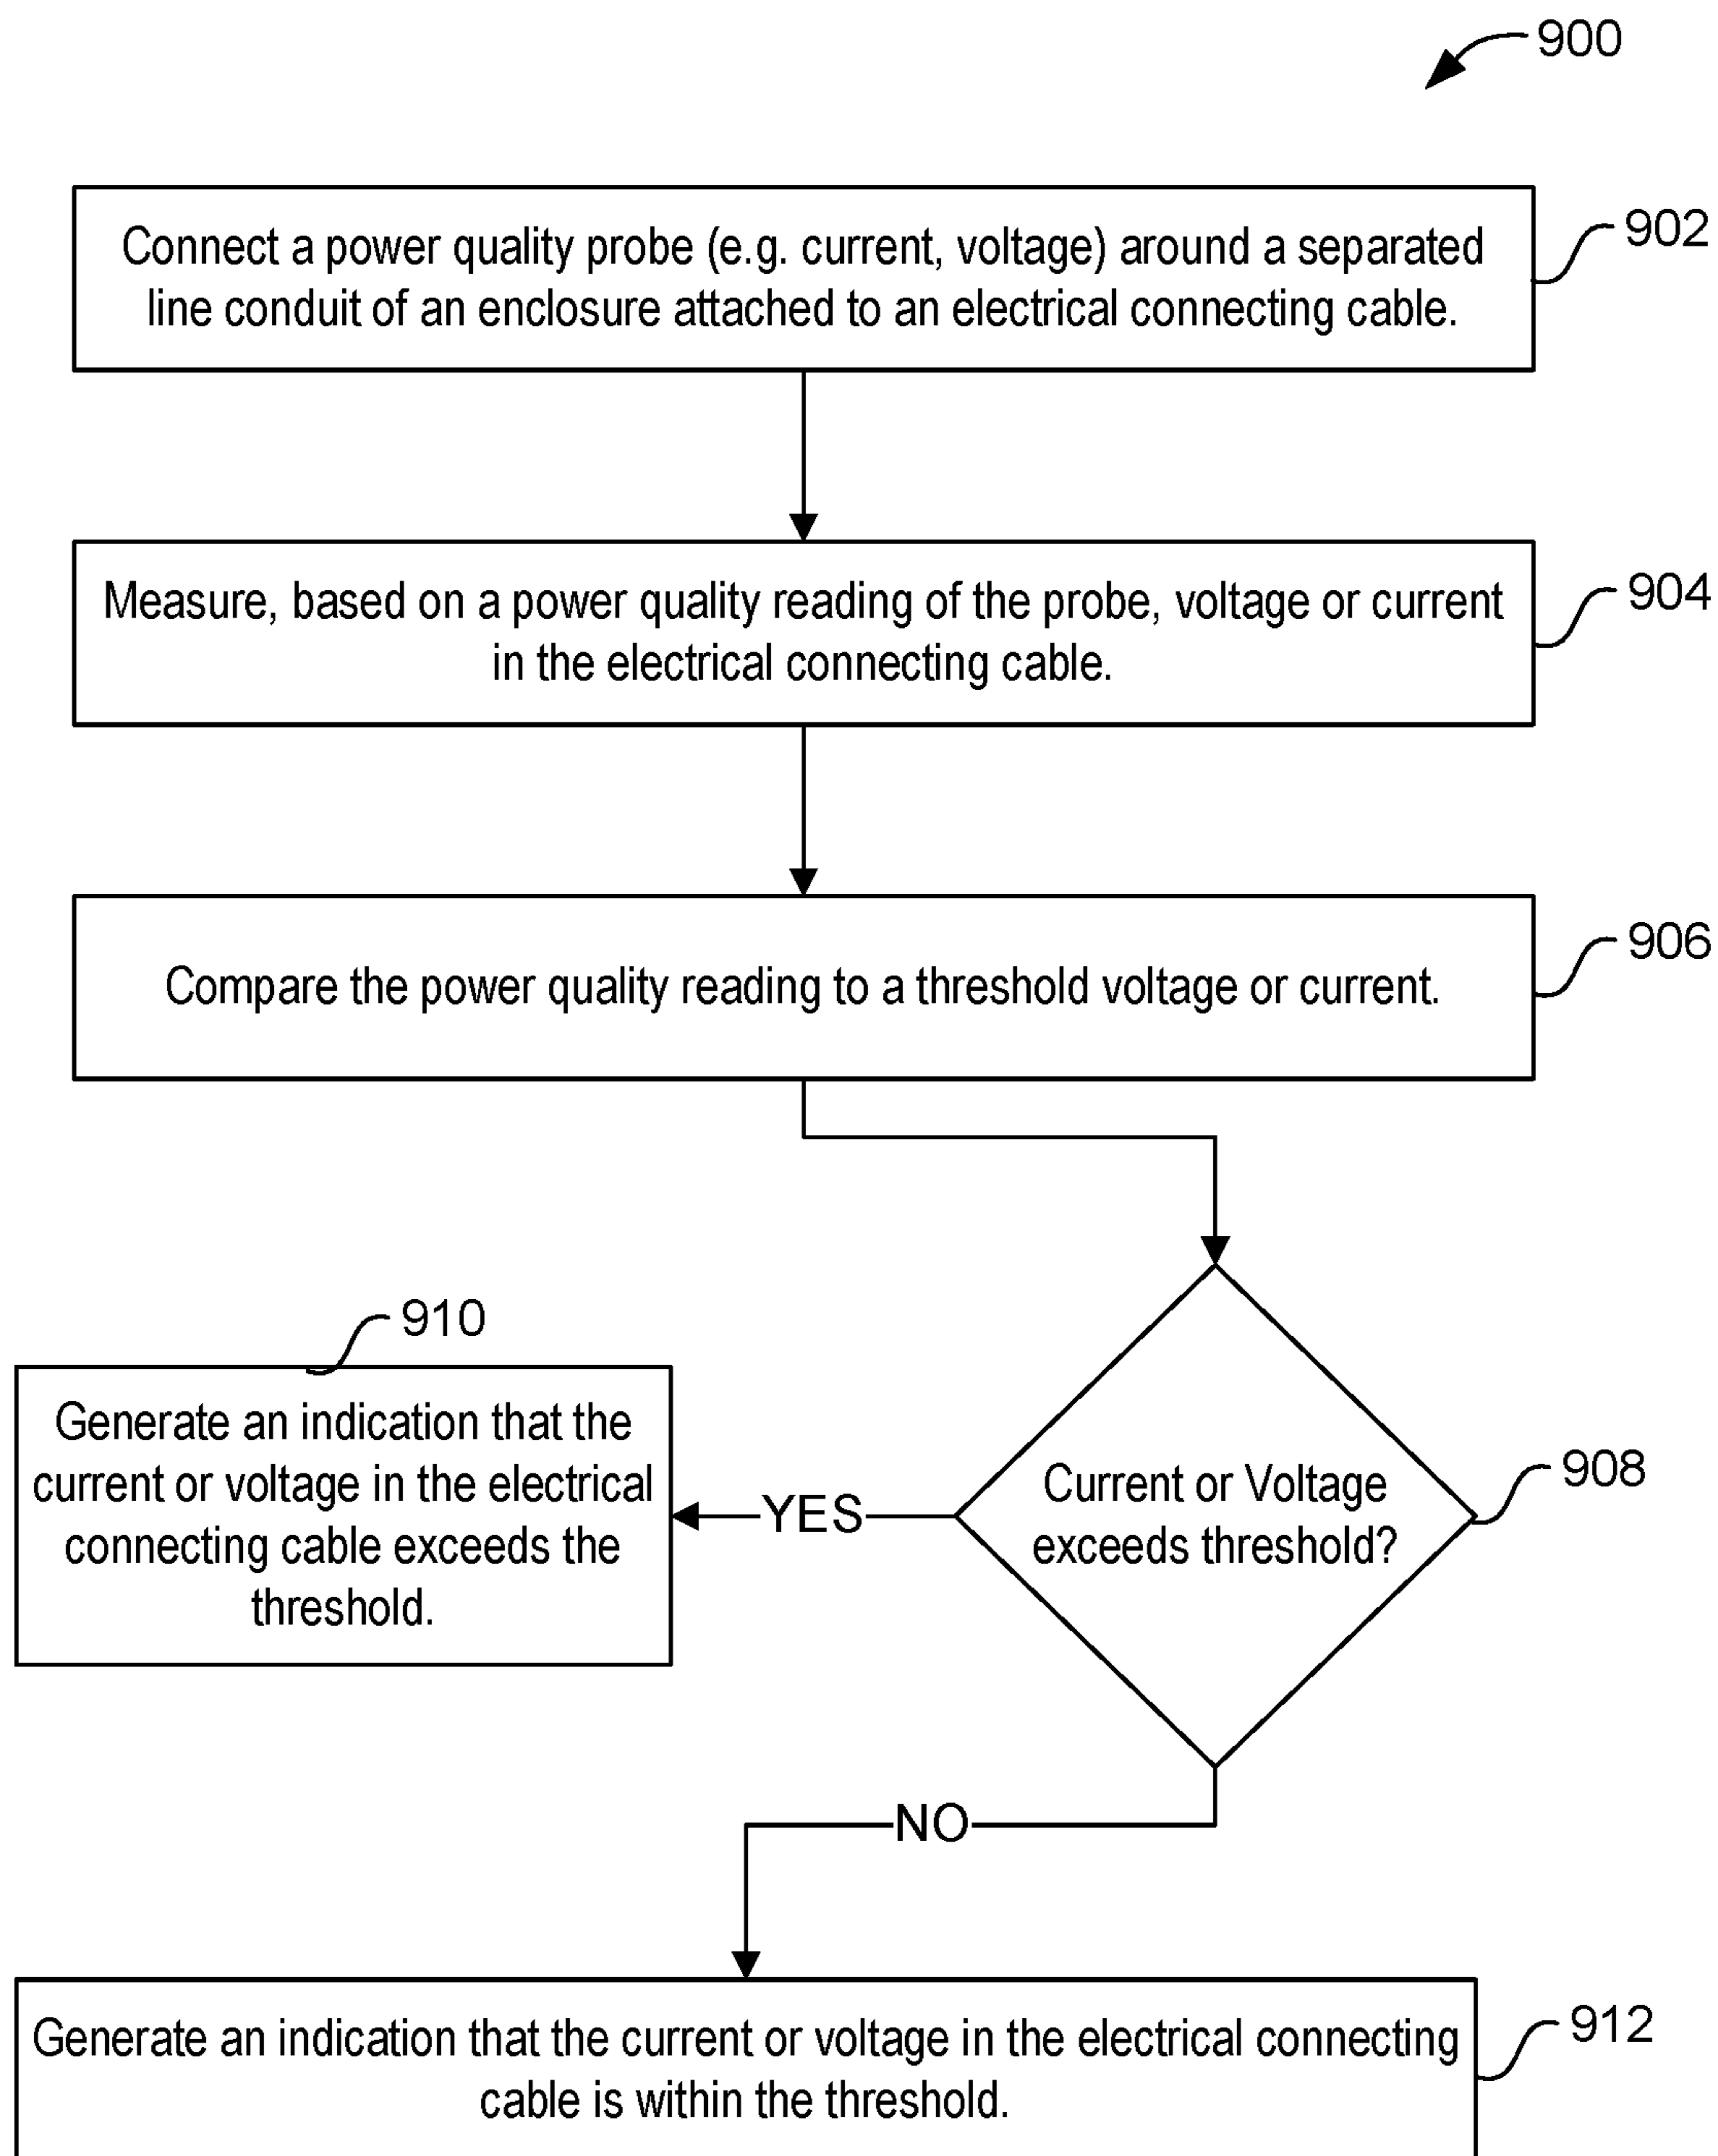 900
Connect a power quality probe (e.g. current, voltage) around a separated
line conduit of an enclosure attached to an electrical connecting cable.
902
Measure, based on a power quality reading of the probe, voltage or current
in the electrical connecting cable.
904
Compare the power quality reading to a threshold voltage or current.
906
910
Generate an indication that the
current or voltage in the electrical
connecting cable exceeds the
threshold.
YES
Current or Voltage
exceeds threshold?
908
NO
Generate an indication that the current or voltage in the electrical connecting
cable is within the threshold.
912